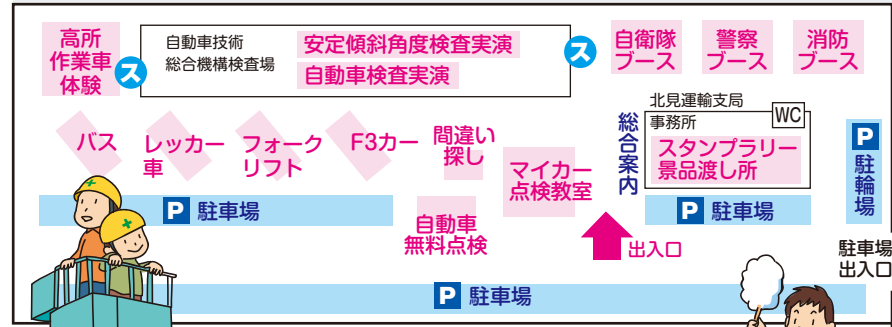 高所
作業車
体験
ス
自動車技術
総合機構検査場
安定傾斜角度検査実演
自動車検査実演
ス
自衛隊
ブース
警察
ブース
消防
ブース
バス
レッカー
車
フォーク
リフト
F3カー
間違い
探し
マイカー
点検教室
総合案内
北見運輸支局
事務所
WC
スタンプラリー
景品渡し所
P 駐輪場
P 駐車場
自動車
無料点検
出入口
P 駐車場
駐車場
出入口
P 駐車場